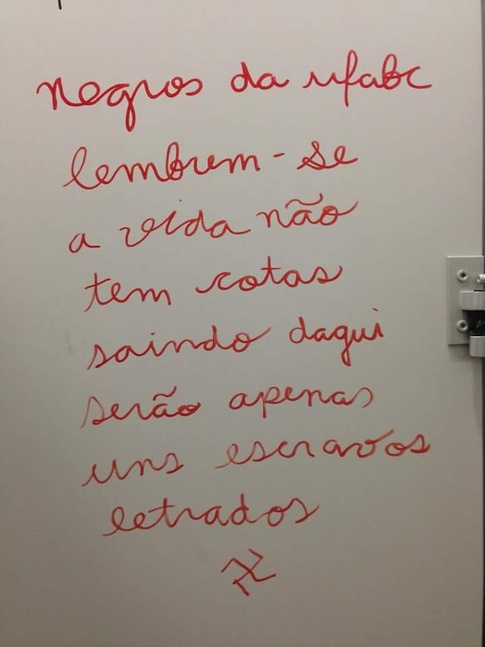 negros da ufabc
lembrem-se
a vida não
tem cotas
saindo daqui
serão apenas
uns escravos
letrados